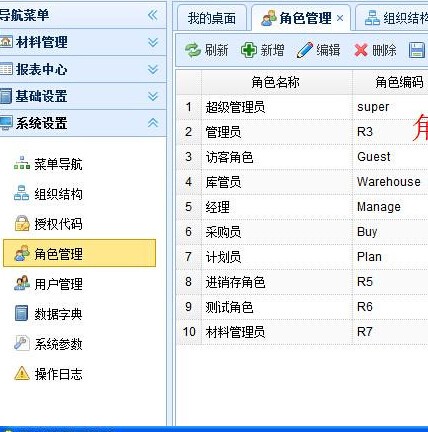 导航菜单
材料管理
报表中心
基础设置
系统设置
菜单导航
组织结构
授权代码
角色管理
用户管理
数据字典
系统参数
操作日志
我的桌面 角色管理 × 组织结构
刷新 新增 编辑 删除
角色名称 角色编码
1 超级管理员 super
2 管理员 R3
3 访客角色 Guest
4 库管员 Warehouse
5 经理 Manage
6 采购员 Buy
7 计划员 Plan
8 进销存角色 R5
9 测试角色 R6
10 材料管理员 R7
角